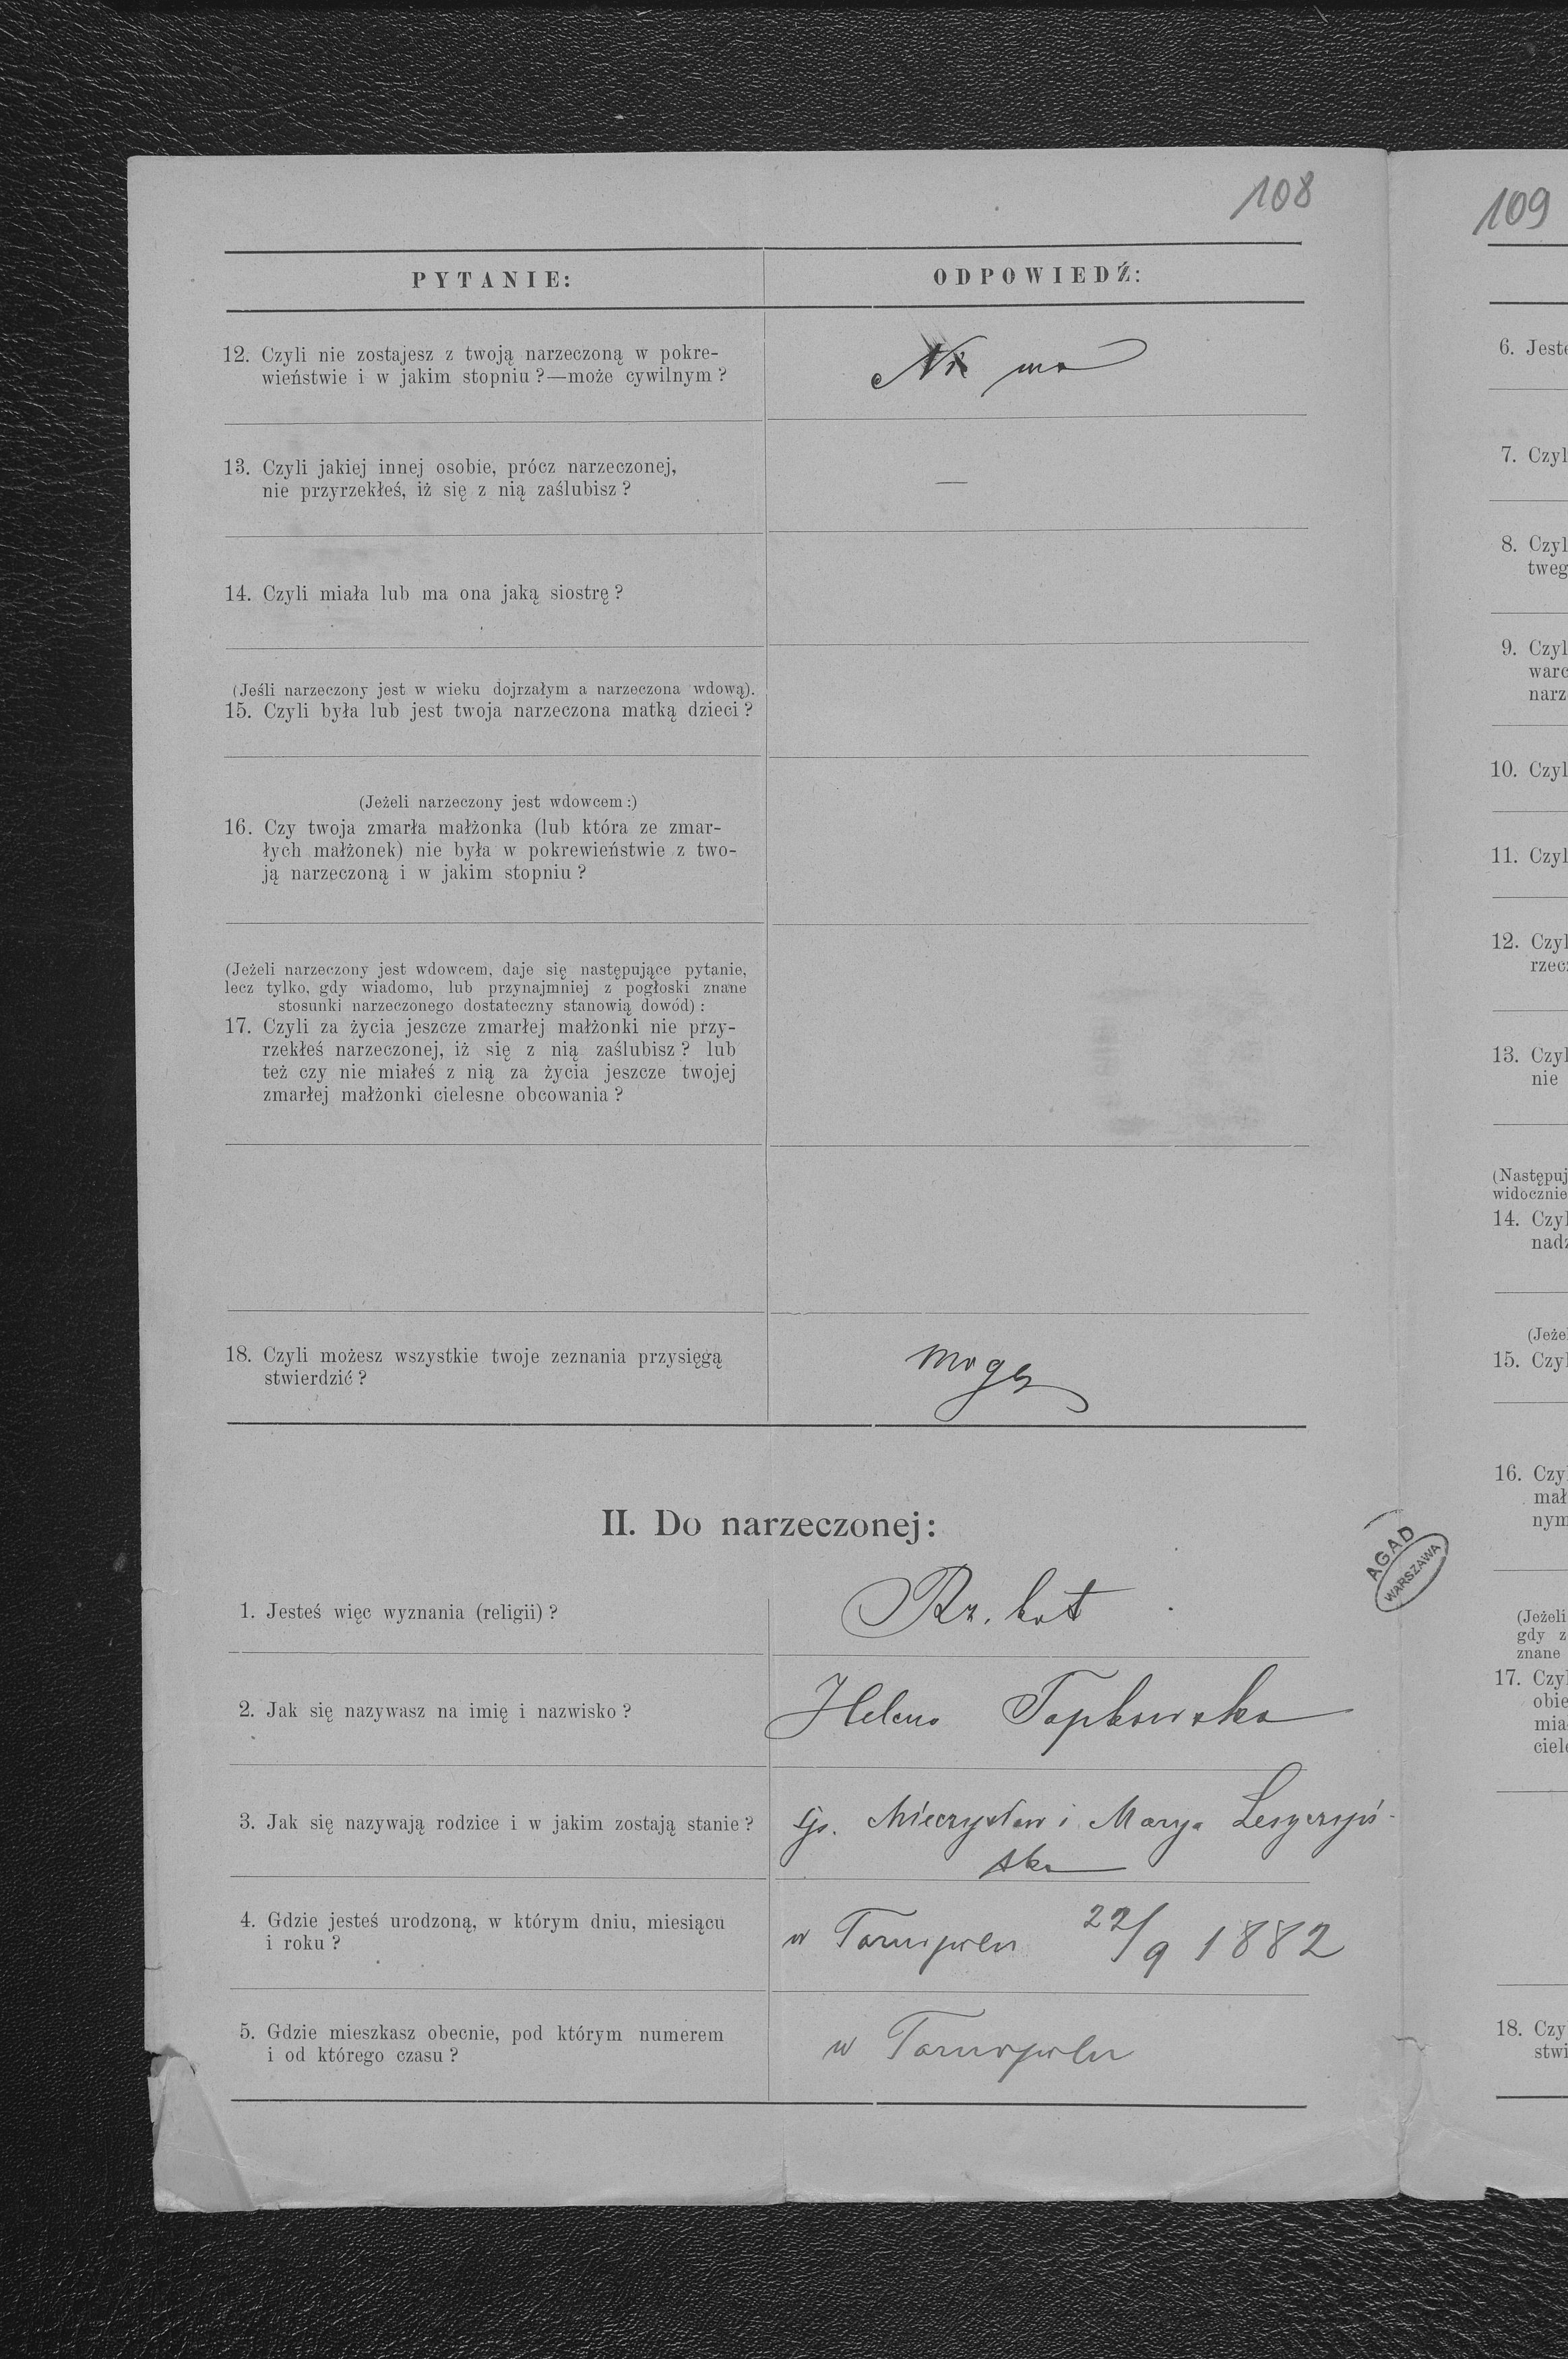 108
PYTANIE:
ODPOWIEDŹ:
12. Czyli nie zostajesz z twoją narzeczoną w pokre-
wieństwie i w jakim stopniu ?—może cywilnym ?
Nie ma
13. Czyli jakiej innej osobie, prócz narzeczonej,
nie przyrzekłeś, iż się z nią zaślubisz ?
—
14. Czyli miała lub ma ona jaką siostrę ?
(Jeśli narzeczony jest w wieku dojrzałym a narzeczona wdową).
15. Czyli była lub jest twoja narzeczona matką dzieci ?
(Jeżeli narzeczony jest wdowcem :)
16. Czy twoja zmarła małżonka (lub która ze zmar-
łych małżonek) nie była w pokrewieństwie z two-
ją narzeczoną i w jakim stopniu ?
(Jeżeli narzeczony jest wdowcem, daje się następujące pytanie,
lecz tylko, gdy wiadomo, lub przynajmniej z pogłoski znane
stosunki narzeczonego dostateczny stanowią dowód) :
17. Czyli za życia jeszcze zmarłej małżonki nie przy-
rzekłeś narzeczonej, iż się z nią zaślubisz ? lub
też czy nie miałeś z nią za życia jeszcze twojej
zmarłej małżonki cielesne obcowania ?
18. Czyli możesz wszystkie twoje zeznania przysięgą
stwierdzić ?
Mogę
II. Do narzeczonej:
1. Jesteś więc wyznania (religii) ?
Rz. kat
2. Jak się nazywasz na imię i nazwisko ?
Helena Topkowska
3. Jak się nazywają rodzice i w jakim zostają stanie ?
Mieczysław i Marya Leszczyń-
ska
4. Gdzie jesteś urodzoną, w którym dniu, miesiącu
i roku ?
w Tarnopolu 22/9 1882
5. Gdzie mieszkasz obecnie, pod którym numerem
i od którego czasu ?
w Tarnopolu
AGAD
WARSZAWA
109
6. Jeste
7. Czyl
8. Czyl
tweg
9. Czyl
warc
narz
10. Czyl
11. Czyl
12. Czyl
rzec
13. Czyl
nie
(Następuj
widocznie
14. Czyl
nadz
(Jeże
15. Czyl
16. Czy
mał
nym
(Jeżeli
gdy z
znane
17. Czyl
obie
mia
ciel
18. Czy
stwi